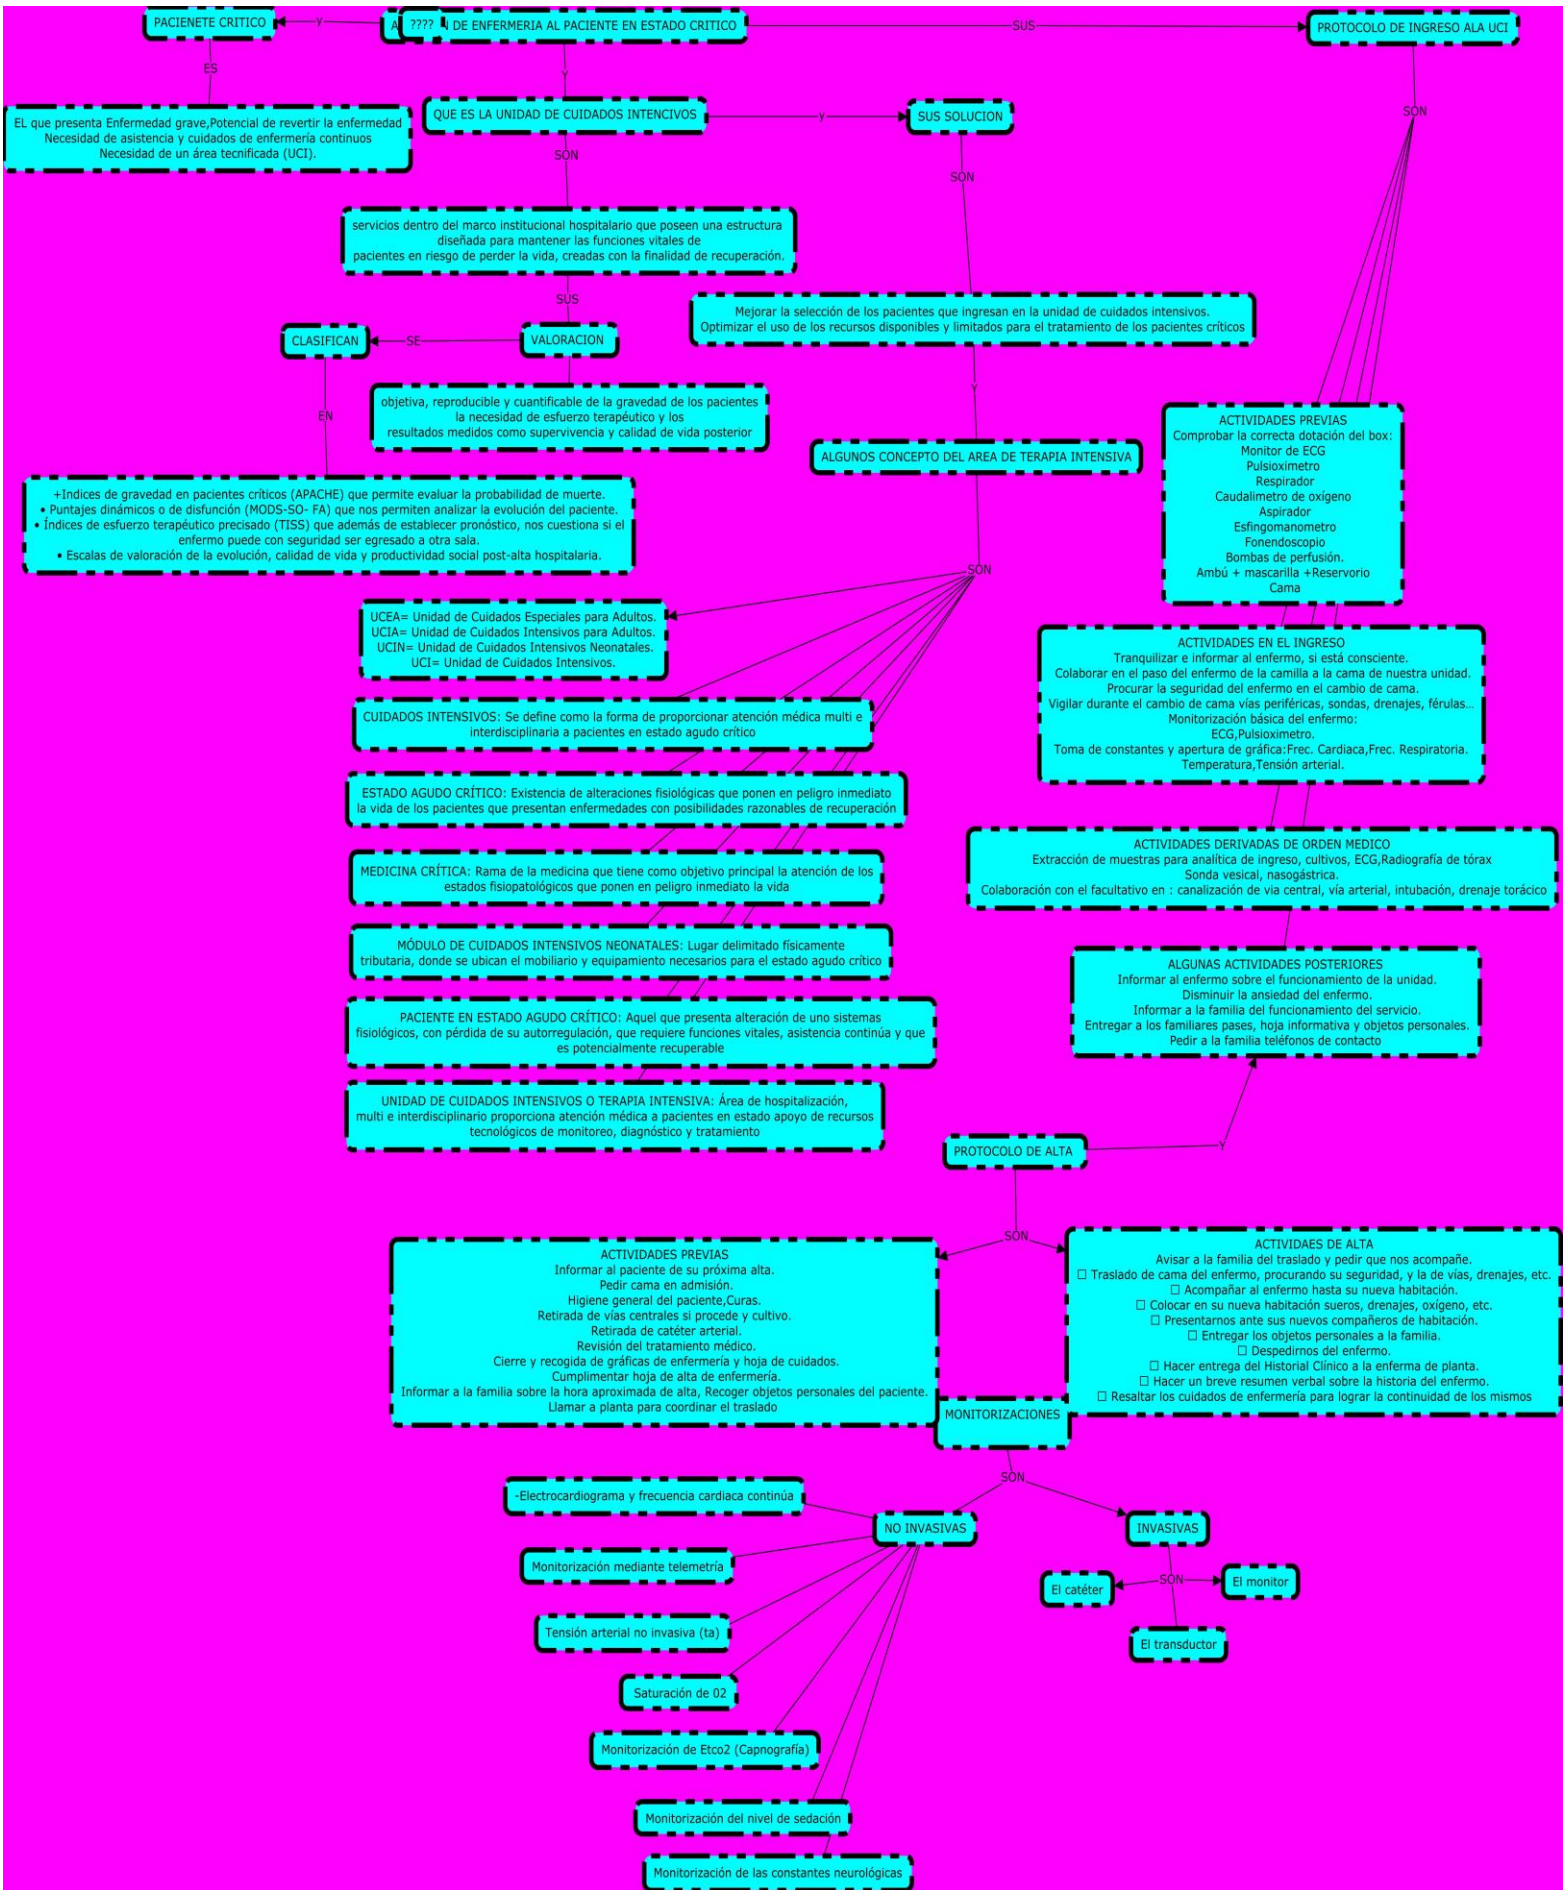 PACIENETE CRITICO
y
A
????
N DE ENFERMERIA AL PACIENTE EN ESTADO CRITICO
SUS
PROTOCOLO DE INGRESO ALA UCI
ES
Y
SON
EL que presenta Enfermedad grave,Potencial de revertir la enfermedad
Necesidad de asistencia y cuidados de enfermería continuos
Necesidad de un área tecnificada (UCI).
QUE ES LA UNIDAD DE CUIDADOS INTENCIVOS
y
SUS SOLUCION
SON
SON
servicios dentro del marco institucional hospitalario que poseen una estructura
diseñada para mantener las funciones vitales de
pacientes en riesgo de perder la vida, creadas con la finalidad de recuperación.
SUS
Mejorar la selección de los pacientes que ingresan en la unidad de cuidados intensivos.
Optimizar el uso de los recursos disponibles y limitados para el tratamiento de los pacientes críticos
CLASIFICAN
SE
VALORACION
EN
Y
objetiva, reproducible y cuantificable de la gravedad de los pacientes
la necesidad de esfuerzo terapéutico y los
resultados medidos como supervivencia y calidad de vida posterior
ALGUNOS CONCEPTO DEL AREA DE TERAPIA INTENSIVA
+Indices de gravedad en pacientes críticos (APACHE) que permite evaluar la probabilidad de muerte.
• Puntajes dinámicos o de disfunción (MODS-SO- FA) que nos permiten analizar la evolución del paciente.
• Índices de esfuerzo terapéutico precisado (TISS) que además de establecer pronóstico, nos cuestiona si el
enfermo puede con seguridad ser egresado a otra sala.
• Escalas de valoración de la evolución, calidad de vida y productividad social post-alta hospitalaria.
SON
ACTIVIDADES PREVIAS
Comprobar la correcta dotación del box:
Monitor de ECG
Pulsioximetro
Respirador
Caudalimetro de oxígeno
Aspirador
Esfingomanometro
Fonendoscopio
Bombas de perfusión.
Ambú + mascarilla +Reservorio
Cama
UCEA= Unidad de Cuidados Especiales para Adultos.
UCIA= Unidad de Cuidados Intensivos para Adultos.
UCIN= Unidad de Cuidados Intensivos Neonatales.
UCI= Unidad de Cuidados Intensivos.
ACTIVIDADES EN EL INGRESO
Tranquilizar e informar al enfermo, si está consciente.
Colaborar en el paso del enfermo de la camilla a la cama de nuestra unidad.
Procurar la seguridad del enfermo en el cambio de cama.
Vigilar durante el cambio de cama vías periféricas, sondas, drenajes, férulas...
Monitorización básica del enfermo:
ECG,Pulsioximetro.
Toma de constantes y apertura de gráfica:Frec. Cardiaca,Frec. Respiratoria.
Temperatura,Tensión arterial.
CUIDADOS INTENSIVOS: Se define como la forma de proporcionar atención médica multi e
interdisciplinaria a pacientes en estado agudo crítico
ESTADO AGUDO CRÍTICO: Existencia de alteraciones fisiológicas que ponen en peligro inmediato
la vida de los pacientes que presentan enfermedades con posibilidades razonables de recuperación
ACTIVIDADES DERIVADAS DE ORDEN MEDICO
Extracción de muestras para analítica de ingreso, cultivos, ECG,Radiografía de tórax
Sonda vesical, nasogástrica.
Colaboración con el facultativo en : canalización de via central, vía arterial, intubación, drenaje torácico
MEDICINA CRÍTICA: Rama de la medicina que tiene como objetivo principal la atención de los
estados fisiopatológicos que ponen en peligro inmediato la vida
MÓDULO DE CUIDADOS INTENSIVOS NEONATALES: Lugar delimitado físicamente
tributaria, donde se ubican el mobiliario y equipamiento necesarios para el estado agudo crítico
ALGUNAS ACTIVIDADES POSTERIORES
Informar al enfermo sobre el funcionamiento de la unidad.
Disminuir la ansiedad del enfermo.
Informar a la familia del funcionamiento del servicio.
Entregar a los familiares pases, hoja informativa y objetos personales.
Pedir a la familia teléfonos de contacto
PACIENTE EN ESTADO AGUDO CRÍTICO: Aquel que presenta alteración de uno sistemas
fisiológicos, con pérdida de su autorregulación, que requiere funciones vitales, asistencia continúa y que
es potencialmente recuperable
UNIDAD DE CUIDADOS INTENSIVOS O TERAPIA INTENSIVA: Área de hospitalización,
multi e interdisciplinario proporciona atención médica a pacientes en estado apoyo de recursos
tecnológicos de monitoreo, diagnóstico y tratamiento
PROTOCOLO DE ALTA
Y
SON
ACTIVIDADES PREVIAS
Informar al paciente de su próxima alta.
Pedir cama en admisión.
Higiene general del paciente,Curas.
Retirada de vías centrales si procede y cultivo.
Retirada de catéter arterial.
Revisión del tratamiento médico.
Cierre y recogida de gráficas de enfermería y hoja de cuidados.
Cumplimentar hoja de alta de enfermería.
Informar a la familia sobre la hora aproximada de alta, Recoger objetos personales del paciente.
Llamar a planta para coordinar el traslado
ACTIVIDAES DE ALTA
Avisar a la familia del traslado y pedir que nos acompañe.
□ Traslado de cama del enfermo, procurando su seguridad, y la de vías, drenajes, etc.
□ Acompañar al enfermo hasta su nueva habitación.
□ Colocar en su nueva habitación sueros, drenajes, oxígeno, etc.
□ Presentarnos ante sus nuevos compañeros de habitación.
□ Entregar los objetos personales a la familia.
□ Despedirnos del enfermo.
□ Hacer entrega del Historial Clínico a la enferma de planta.
□ Hacer un breve resumen verbal sobre la historia del enfermo.
□ Resaltar los cuidados de enfermería para lograr la continuidad de los mismos
MONITORIZACIONES
SON
-Electrocardiograma y frecuencia cardiaca continúa
NO INVASIVAS
INVASIVAS
Monitorización mediante telemetría
El catéter
SON
El monitor
Tensión arterial no invasiva (ta)
El transductor
Saturación de 02
Monitorización de Etco2 (Capnografía)
Monitorización del nivel de sedación
Monitorización de las constantes neurológicas